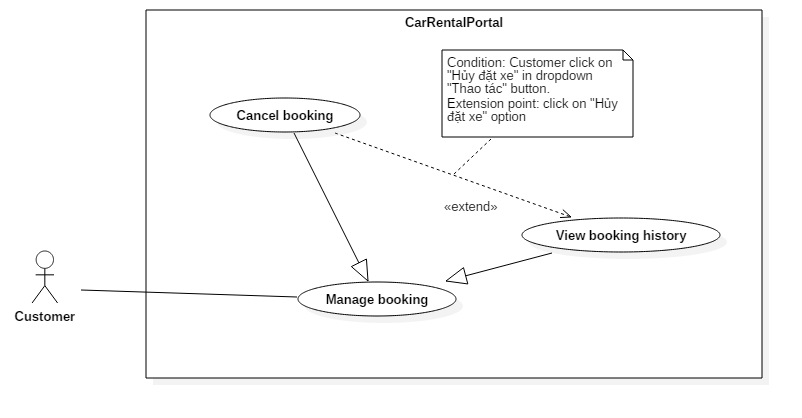 CarRentalPortal
Condition: Customer click on
"Hủy đặt xe" in dropdown
"Thao tác" button.
Extension point: click on "Hủy
đặt xe" option
Cancel booking
«extend»
View booking history
Manage booking
Customer